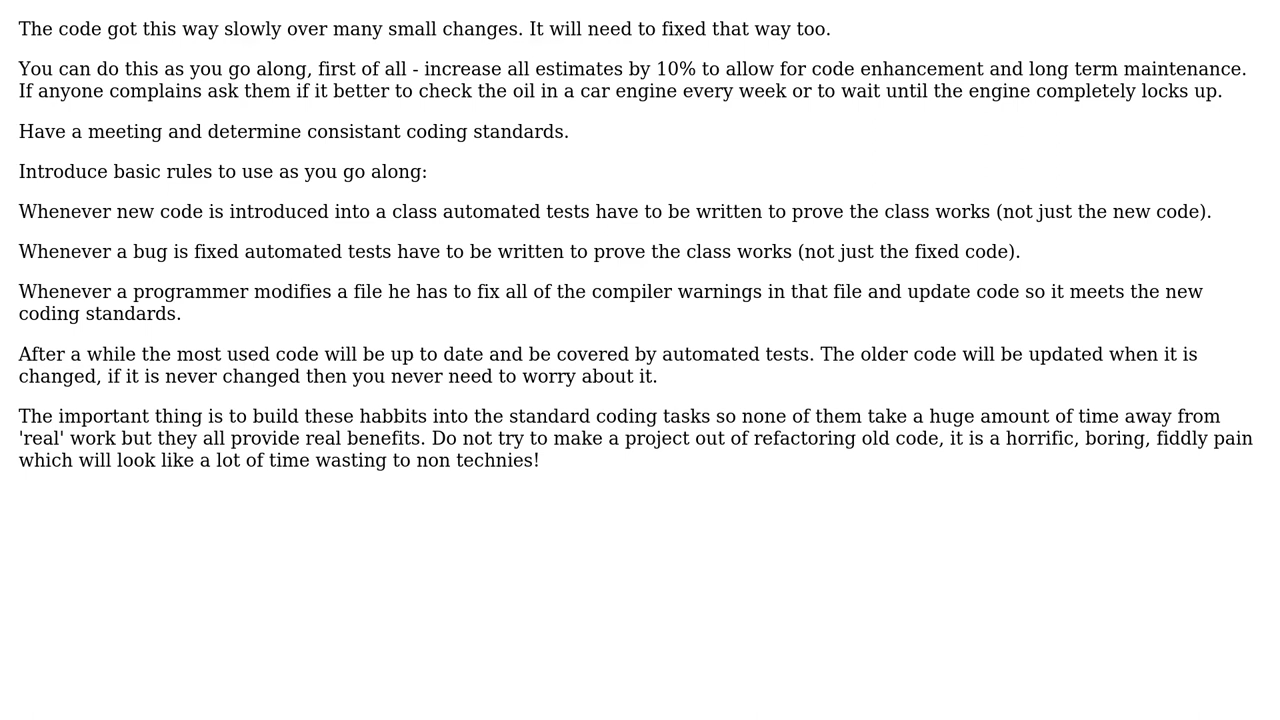 The code got this way slowly over many small changes. It will need to fixed that way too.
You can do this as you go along, first of all - increase all estimates by 10% to allow for code enhancement and long term maintenance.
If anyone complains ask them if it better to check the oil in a car engine every week or to wait until the engine completely locks up.
Have a meeting and determine consistant coding standards.
Introduce basic rules to use as you go along:
Whenever new code is introduced into a class automated tests have to be written to prove the class works (not just the new code).
Whenever a bug is fixed automated tests have to be written to prove the class works (not just the fixed code).
Whenever a programmer modifies a file he has to fix all of the compiler warnings in that file and update code so it meets the new
coding standards.
After a while the most used code will be up to date and be covered by automated tests. The older code will be updated when it is
changed, if it is never changed then you never need to worry about it.
The important thing is to build these habbits into the standard coding tasks so none of them take a huge amount of time away from
'real' work but they all provide real benefits. Do not try to make a project out of refactoring old code, it is a horrific, boring, fiddly pain
which will look like a lot of time wasting to non technies!